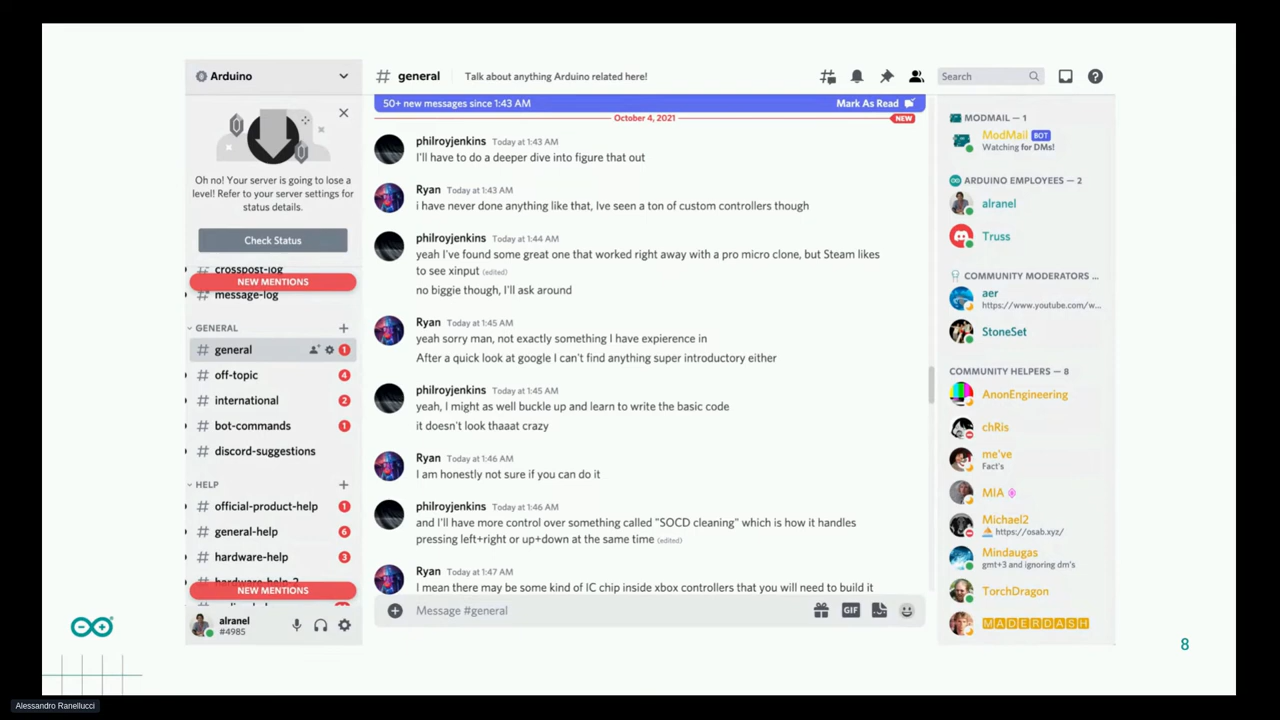 Arduino
Oh no! Your server is going to lose a
level! Refer to your server settings for
status details.
Check Status
crosspost-log
NEW MENTIONS
message-log
GENERAL
general
1
off-topic
4
international
2
bot-commands
1
discord-suggestions
HELP
official-product-help
1
general-help
6
hardware-help
3
hardware-help-2
NEW MENTIONS
alranel
#4985
general
Talk about anything Arduino related here!
Search
50+ new messages since 1:43 AM
Mark As Read
October 4, 2021
NEW
philroyjenkins Today at 1:43 AM
I'll have to do a deeper dive into figure that out
Ryan Today at 1:43 AM
i have never done anything like that, Ive seen a ton of custom controllers though
philroyjenkins Today at 1:44 AM
yeah I've found some great one that worked right away with a pro micro clone, but Steam likes
to see xinput (edited)
no biggie though, I'll ask around
Ryan Today at 1:45 AM
yeah sorry man, not exactly something I have expierence in
After a quick look at google I can't find anything super introductory either
philroyjenkins Today at 1:45 AM
yeah, I might as well buckle up and learn to write the basic code
it doesn't look thaaat crazy
Ryan Today at 1:46 AM
I am honestly not sure if you can do it
philroyjenkins Today at 1:46 AM
and I'll have more control over something called "SOCD cleaning" which is how it handles
pressing left+right or up+down at the same time (edited)
Ryan Today at 1:47 AM
I mean there may be some kind of IC chip inside xbox controllers that you will need to build it
Message #general
GIF
MODMAIL — 1
ModMail BOT
Watching for DMs!
ARDUINO EMPLOYEES — 2
alranel
Truss
COMMUNITY MODERATORS ...
aer
https://www.youtube.com/w...
StoneSet
COMMUNITY HELPERS — 8
AnonEngineering
chRis
me've
Fact's
MIA
Michael2
https://osab.xyz/
Mindaugas
gmt+3 and ignoring dm's
TorchDragon
MADERDASH
8
Alessandro Ranellucci